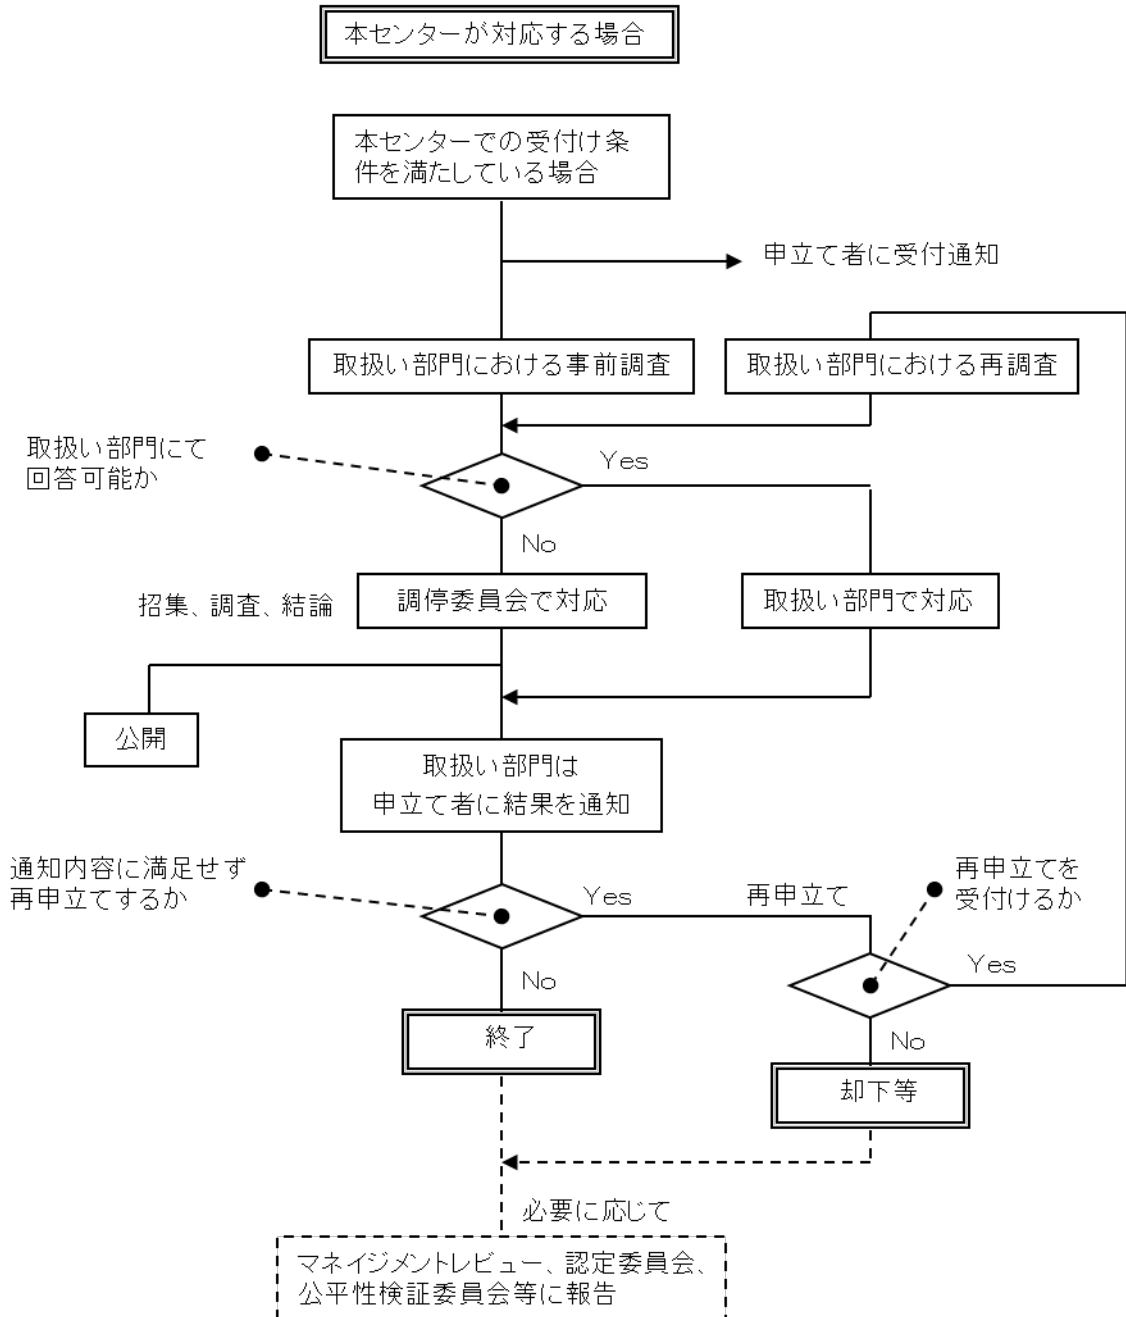 本センターが対応する場合
本センターでの受付け条
件を満たしている場合
申立て者に受付通知
取扱い部門における事前調査
取扱い部門における再調査
取扱い部門にて
回答可能か
Yes
No
招集、調査、結論
調停委員会で対応
取扱い部門で対応
公開
取扱い部門は
申立て者に結果を通知
通知内容に満足せず
再申立てするか
Yes
再申立て
再申立てを
受付けるか
Yes
No
終了
No
却下等
必要に応じて
マネイジメントレビュー、認定委員会、
公平性検証委員会等に報告